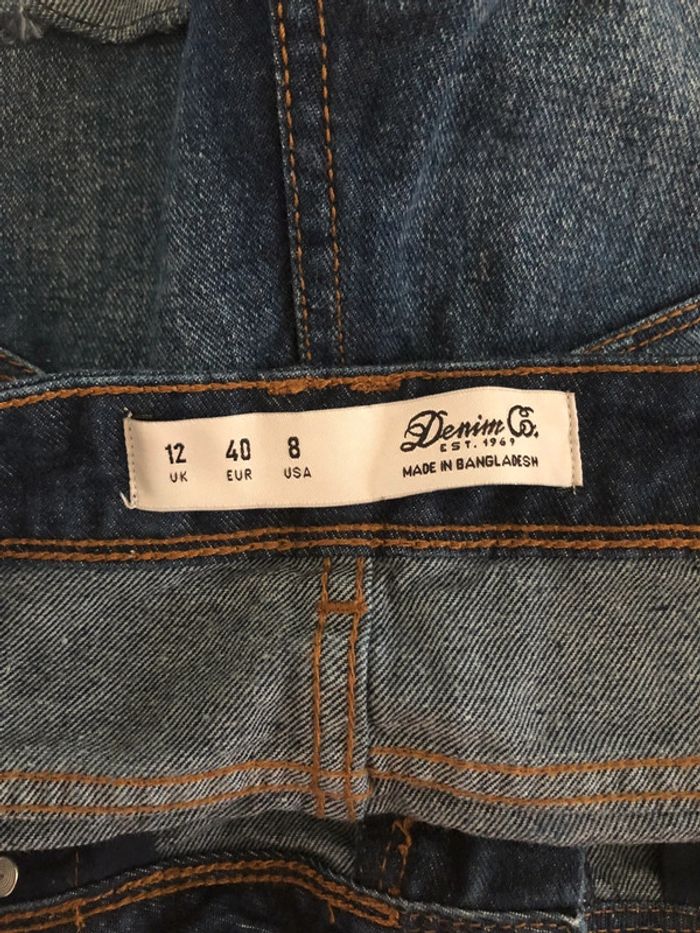 12 40 8
UK EUR USA
Denim Co.
EST. 1969
MADE IN BANGLADESH